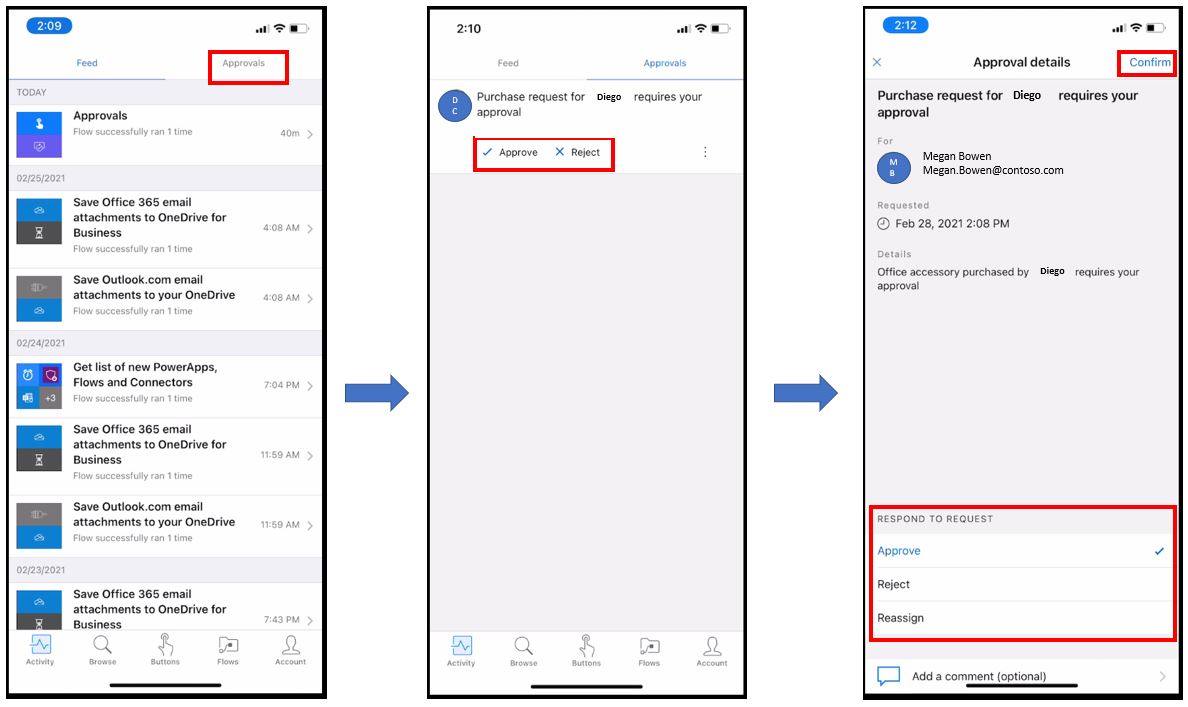 2:09
Feed
Approvals
TODAY
Approvals
Flow successfully ran 1 time
40m
02/25/2021
Save Office 365 email
attachments to OneDrive for
Business
4:08 AM
Flow successfully ran 1 time
Save Outlook.com email
attachments to your OneDrive
4:08 AM
Flow successfully ran 1 time
02/24/2021
Get list of new PowerApps,
Flows and Connectors
7:04 PM
Flow successfully ran 1 time
+3
Save Office 365 email
attachments to OneDrive for
Business
11:59 AM
Flow successfully ran 1 time
Save Outlook.com email
attachments to your OneDrive
11:59 AM
Flow successfully ran 1 time
02/23/2021
Save Office 365 email
attachments to OneDrive for
Business
7:43 PM
Activity
Browse
Buttons
Flows
Account
2:10
Feed
Approvals
D
C
Purchase request for Diego requires your
approval
Approve
Reject
Activity
Browse
Buttons
Flows
Account
2:12
Approval details
Confirm
Purchase request for Diego requires your
approval
For
M
B
Megan Bowen
Megan.Bowen@contoso.com
Requested
Feb 28, 2021 2:08 PM
Details
Office accessory purchased by Diego requires your
approval
RESPOND TO REQUEST
Approve
Reject
Reassign
Add a comment (optional)